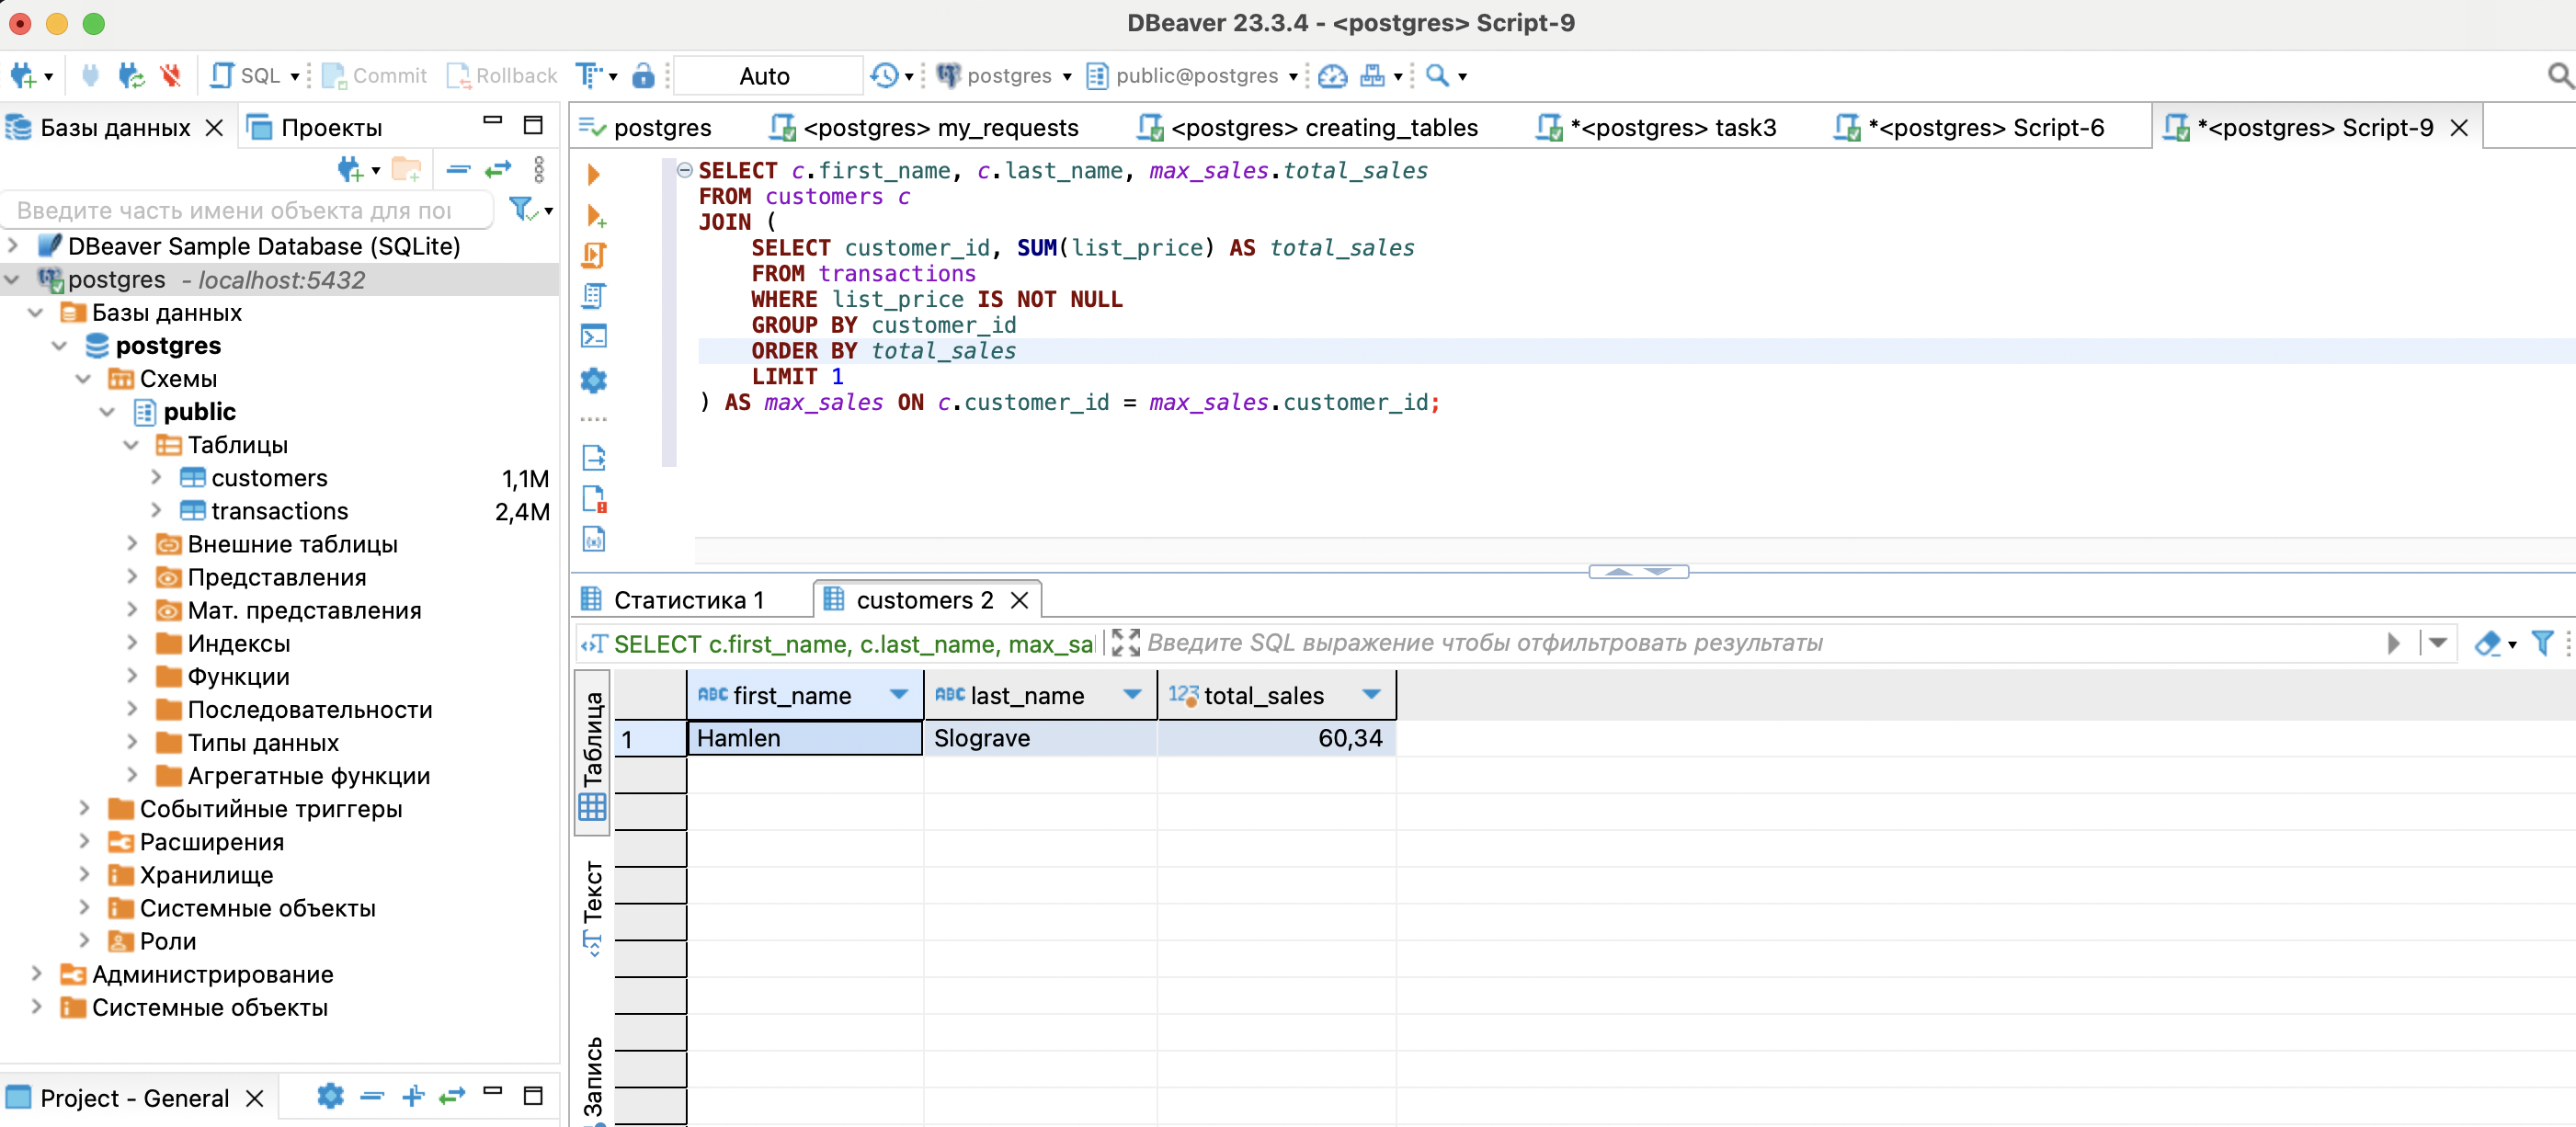 DBeaver 23.3.4 - <postgres> Script-9
SQL Commit Rollback Auto postgres public@postgres
Базы данных Проекты
postgres <postgres> my_requests <postgres> creating_tables *<postgres> task3 *<postgres> Script-6 *<postgres> Script-9
Введите часть имени объекта для поі
DBeaver Sample Database (SQLite)
postgres - localhost:5432
Базы данных
postgres
Схемы
public
Таблицы
customers 1,1M
transactions 2,4M
Внешние таблицы
Представления
Мат. представления
Индексы
Функции
Последовательности
Типы данных
Агрегатные функции
Событийные триггеры
Расширения
Хранилище
Системные объекты
Роли
Администрирование
Системные объекты
Project - General
SELECT c.first_name, c.last_name, max_sales.total_sales
FROM customers c
JOIN (
SELECT customer_id, SUM(list_price) AS total_sales
FROM transactions
WHERE list_price IS NOT NULL
GROUP BY customer_id
ORDER BY total_sales
LIMIT 1
) AS max_sales ON c.customer_id = max_sales.customer_id;
Статистика 1 customers 2
SELECT c.first_name, c.last_name, max_sa Введите SQL выражение чтобы отфильтровать результаты
Таблица
Текст
Запись
ABC first_name ABC last_name 123 total_sales
1 Hamlen Slograve 60,34